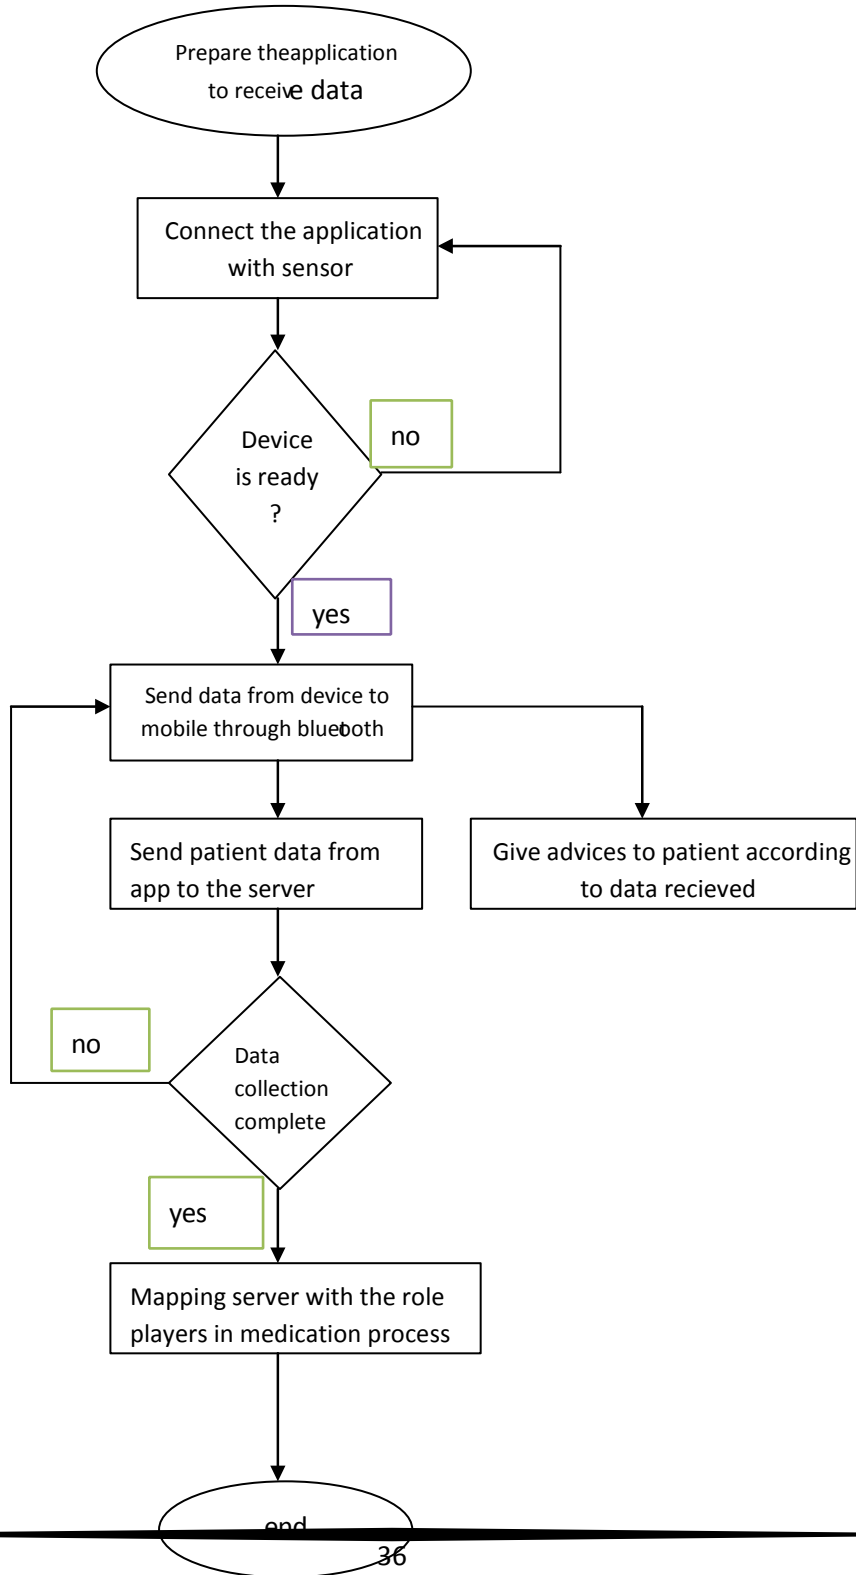 Prepare theapplication
to receive data
Connect the application
with sensor
Device
is ready
?
no
yes
Send data from device to
mobile through bluetooth
Send patient data from
app to the server
Give advices to patient according
to data recieved
no
Data
collection
complete
yes
Mapping server with the role
players in medication process
end
36